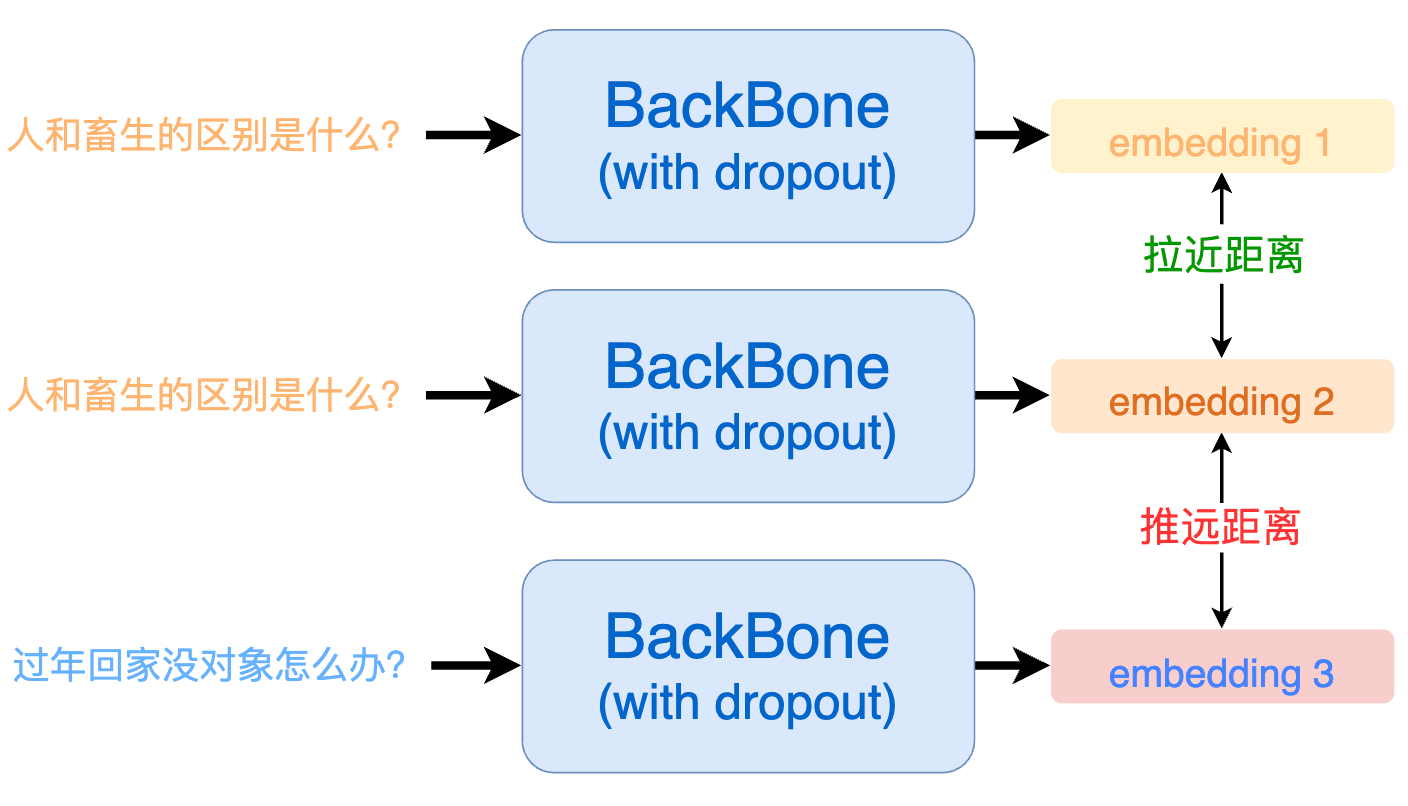 人和畜生的区别是什么?
BackBone
(with dropout)
embedding 1
拉近距离
人和畜生的区别是什么?
BackBone
(with dropout)
embedding 2
推远距离
过年回家没对象怎么办?
BackBone
(with dropout)
embedding 3